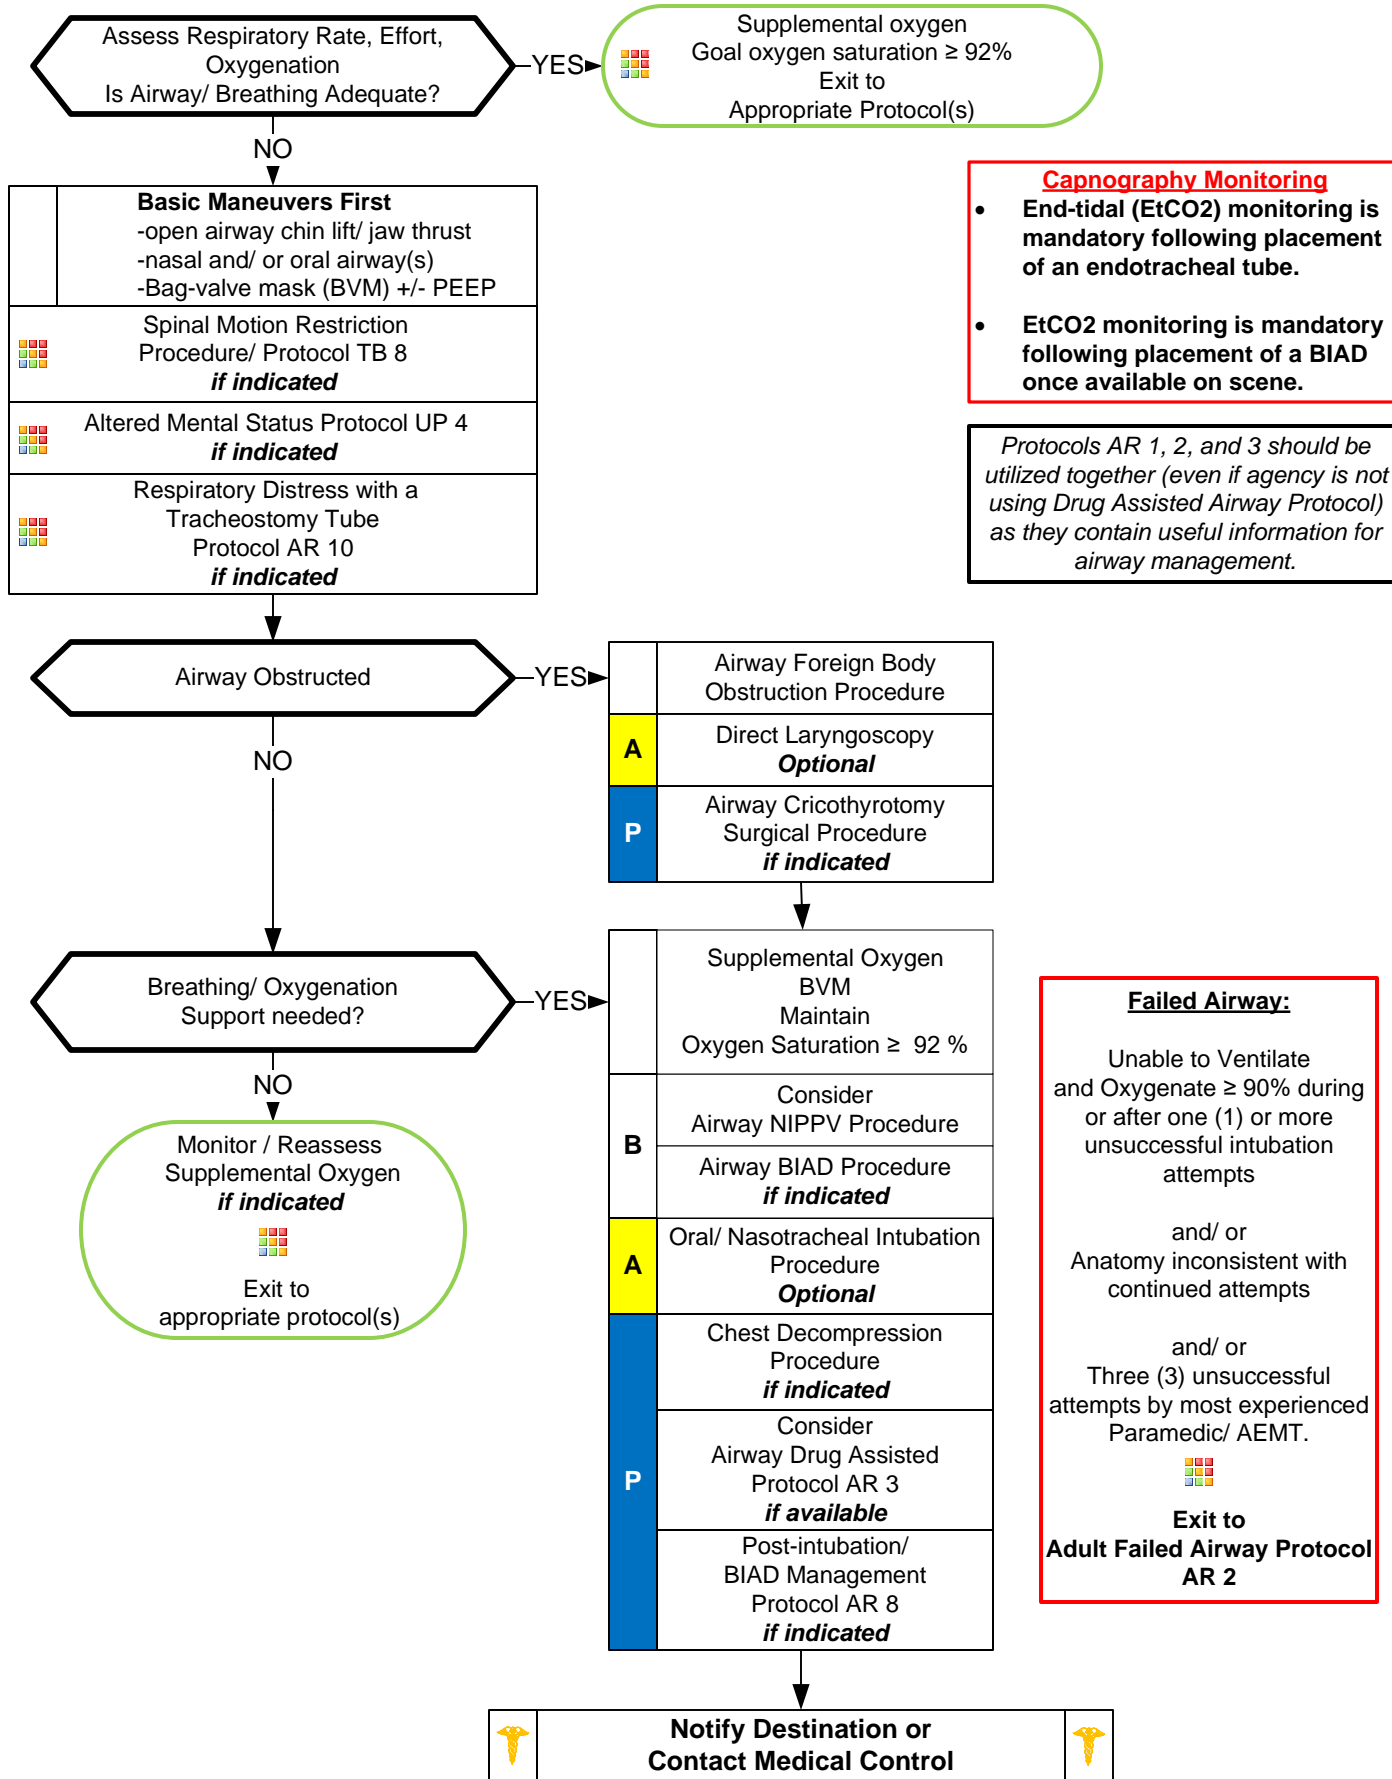 Assess Respiratory Rate, Effort,
Oxygenation
Is Airway/ Breathing Adequate?
YES
Supplemental oxygen
Goal oxygen saturation ≥ 92%
Exit to
Appropriate Protocol(s)
NO
Basic Maneuvers First
-open airway chin lift/ jaw thrust
-nasal and/ or oral airway(s)
-Bag-valve mask (BVM) +/- PEEP
Spinal Motion Restriction
Procedure/ Protocol TB 8
if indicated
Altered Mental Status Protocol UP 4
if indicated
Respiratory Distress with a
Tracheostomy Tube
Protocol AR 10
if indicated
Capnography Monitoring
• End-tidal (EtCO2) monitoring is
mandatory following placement
of an endotracheal tube.
• EtCO2 monitoring is mandatory
following placement of a BIAD
once available on scene.
Protocols AR 1, 2, and 3 should be
utilized together (even if agency is not
using Drug Assisted Airway Protocol)
as they contain useful information for
airway management.
Airway Obstructed
YES
Airway Foreign Body
Obstruction Procedure
A
Direct Laryngoscopy
Optional
P
Airway Cricothyrotomy
Surgical Procedure
if indicated
NO
Breathing/ Oxygenation
Support needed?
YES
Supplemental Oxygen
BVM
Maintain
Oxygen Saturation ≥ 92 %
B
Consider
Airway NIPPV Procedure
Airway BIAD Procedure
if indicated
A
Oral/ Nasotracheal Intubation
Procedure
Optional
P
Chest Decompression
Procedure
if indicated
Consider
Airway Drug Assisted
Protocol AR 3
if available
Post-intubation/
BIAD Management
Protocol AR 8
if indicated
NO
Monitor / Reassess
Supplemental Oxygen
if indicated
Exit to
appropriate protocol(s)
Failed Airway:
Unable to Ventilate
and Oxygenate ≥ 90% during
or after one (1) or more
unsuccessful intubation
attempts
and/ or
Anatomy inconsistent with
continued attempts
and/ or
Three (3) unsuccessful
attempts by most experienced
Paramedic/ AEMT.
Exit to
Adult Failed Airway Protocol
AR 2
Notify Destination or
Contact Medical Control